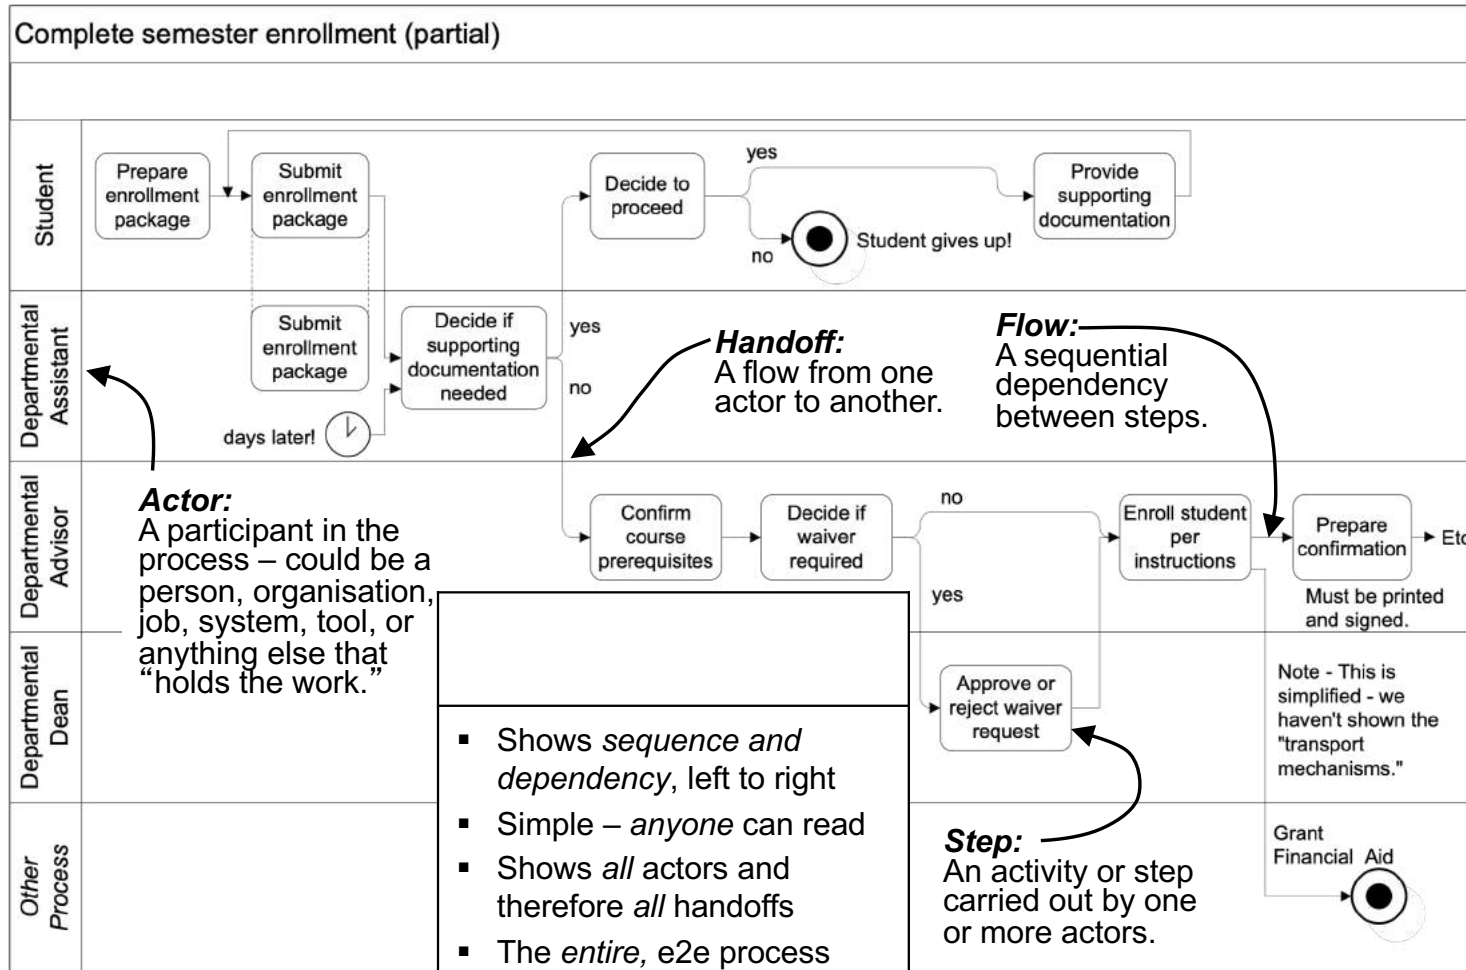 Complete semester enrollment (partial)
Student
Prepare
enrollment
package
Submit
enrollment
package
Decide to
proceed
yes
no
Student gives up!
Provide
supporting
documentation
Departmental
Assistant
Submit
enrollment
package
days later!
Decide if
supporting
documentation
needed
yes
no
Handoff:
A flow from one
actor to another.
Flow:
A sequential
dependency
between steps.
Actor:
A participant in the
process – could be a
person, organisation,
job, system, tool, or
anything else that
“holds the work.”
Departmental
Advisor
Confirm
course
prerequisites
Decide if
waiver
required
no
yes
Enroll student
per
instructions
Prepare
confirmation
Etc
Must be printed
and signed.
Departmental
Dean
Approve or
reject waiver
request
Note - This is
simplified - we
haven't shown the
"transport
mechanisms."
▪ Shows sequence and
dependency, left to right
▪ Simple – anyone can read
▪ Shows all actors and
therefore all handoffs
▪ The entire, e2e process
Step:
An activity or step
carried out by one
or more actors.
Other
Process
Grant
Financial Aid